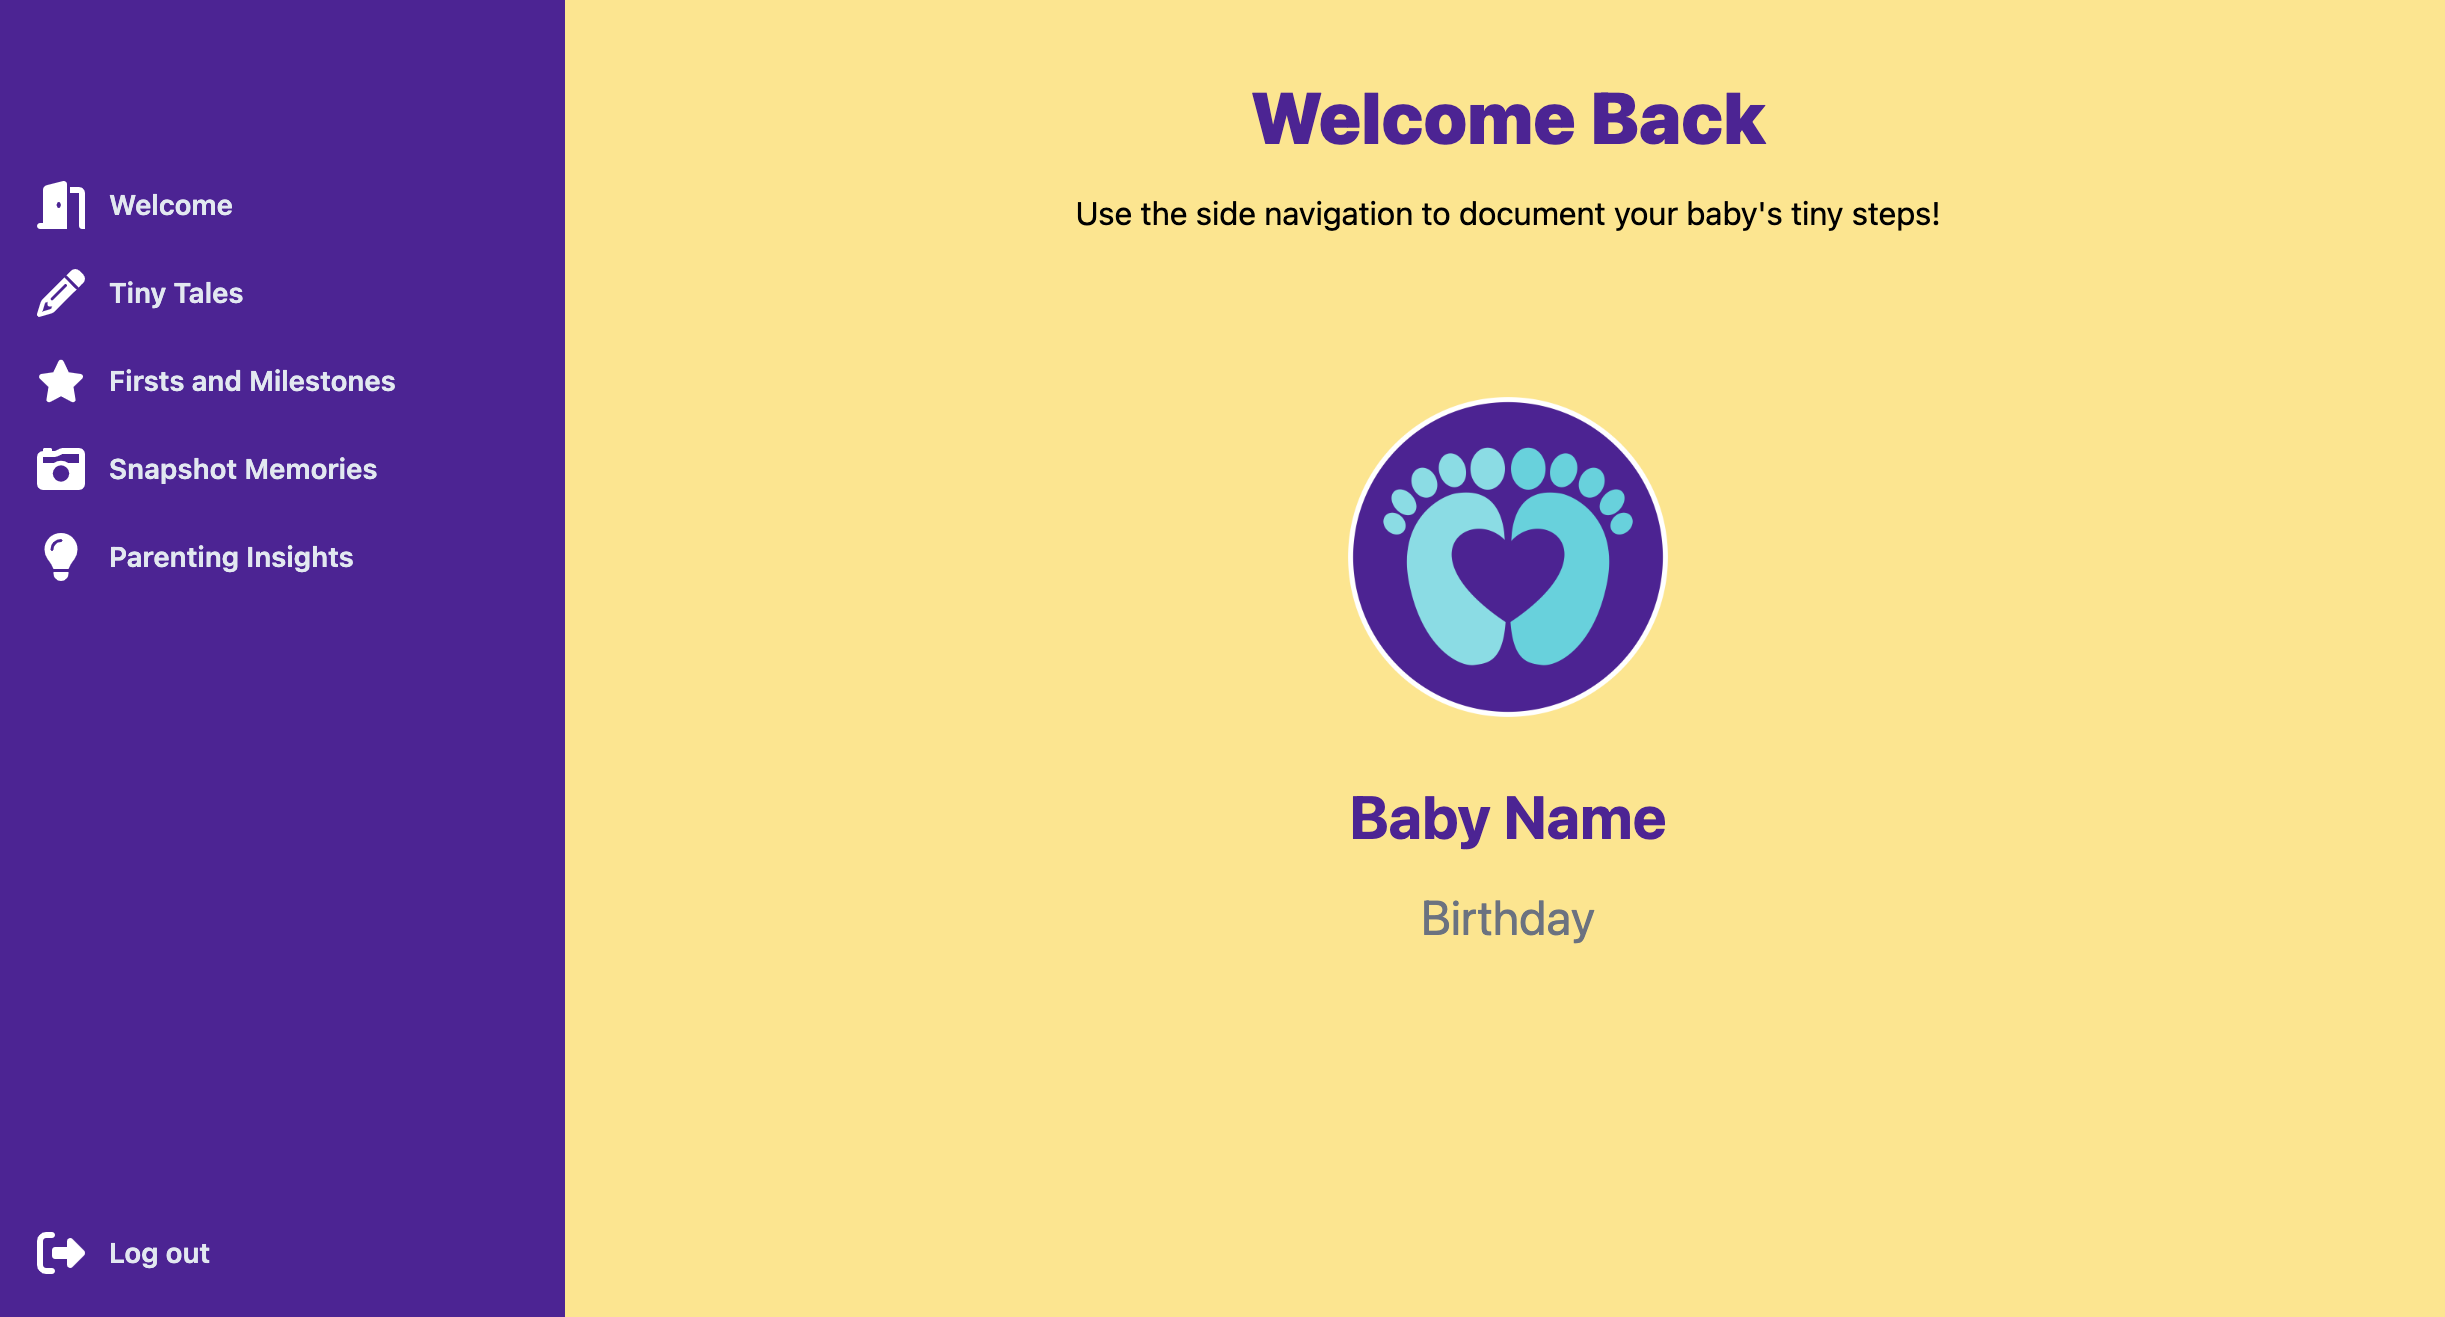 Welcome
Tiny Tales
Firsts and Milestones
Snapshot Memories
Parenting Insights
Log out
Welcome Back
Use the side navigation to document your baby's tiny steps!
Baby Name
Birthday